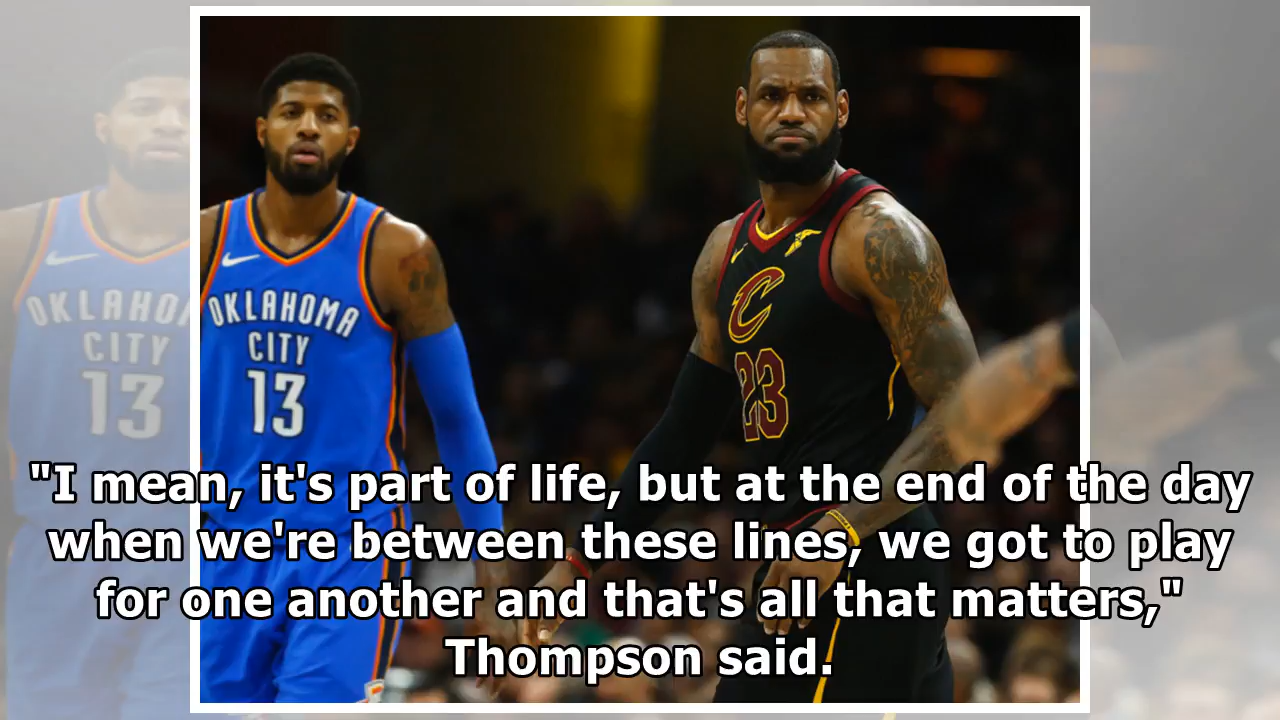 OKLAHOMA
CITY
13
C
23
OKLAHO
CITY
13
"I mean, it's part of life, but at the end of the day
when we're between these lines, we got to play
for one another and that's all that matters,"
Thompson said.